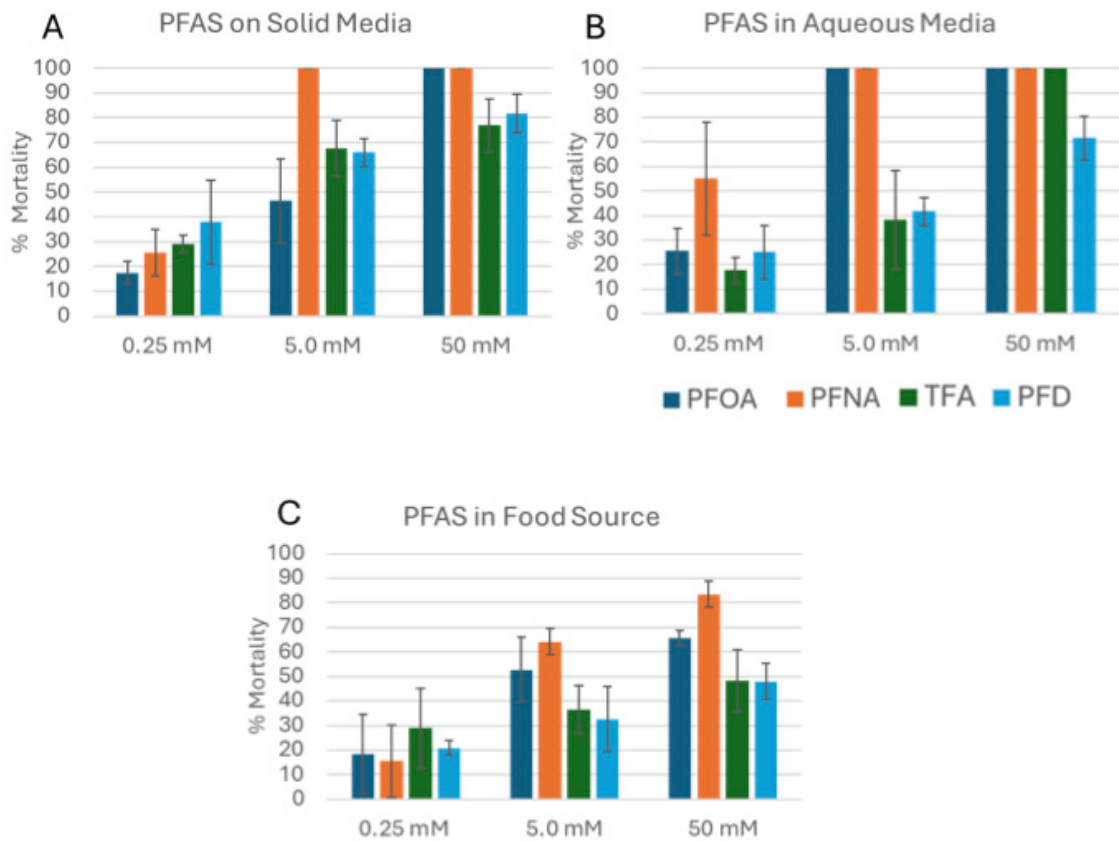 A
PFAS on Solid Media
% Mortality
100
90
80
70
60
50
40
30
20
10
0
0.25 mM
5.0 mM
50 mM
B
PFAS in Aqueous Media
% Mortality
100
90
80
70
60
50
40
30
20
10
0
0.25 mM
5.0 mM
50 mM
PFOA
PFNA
TFA
PFD
C
PFAS in Food Source
% Mortality
100
90
80
70
60
50
40
30
20
10
0
0.25 mM
5.0 mM
50 mM